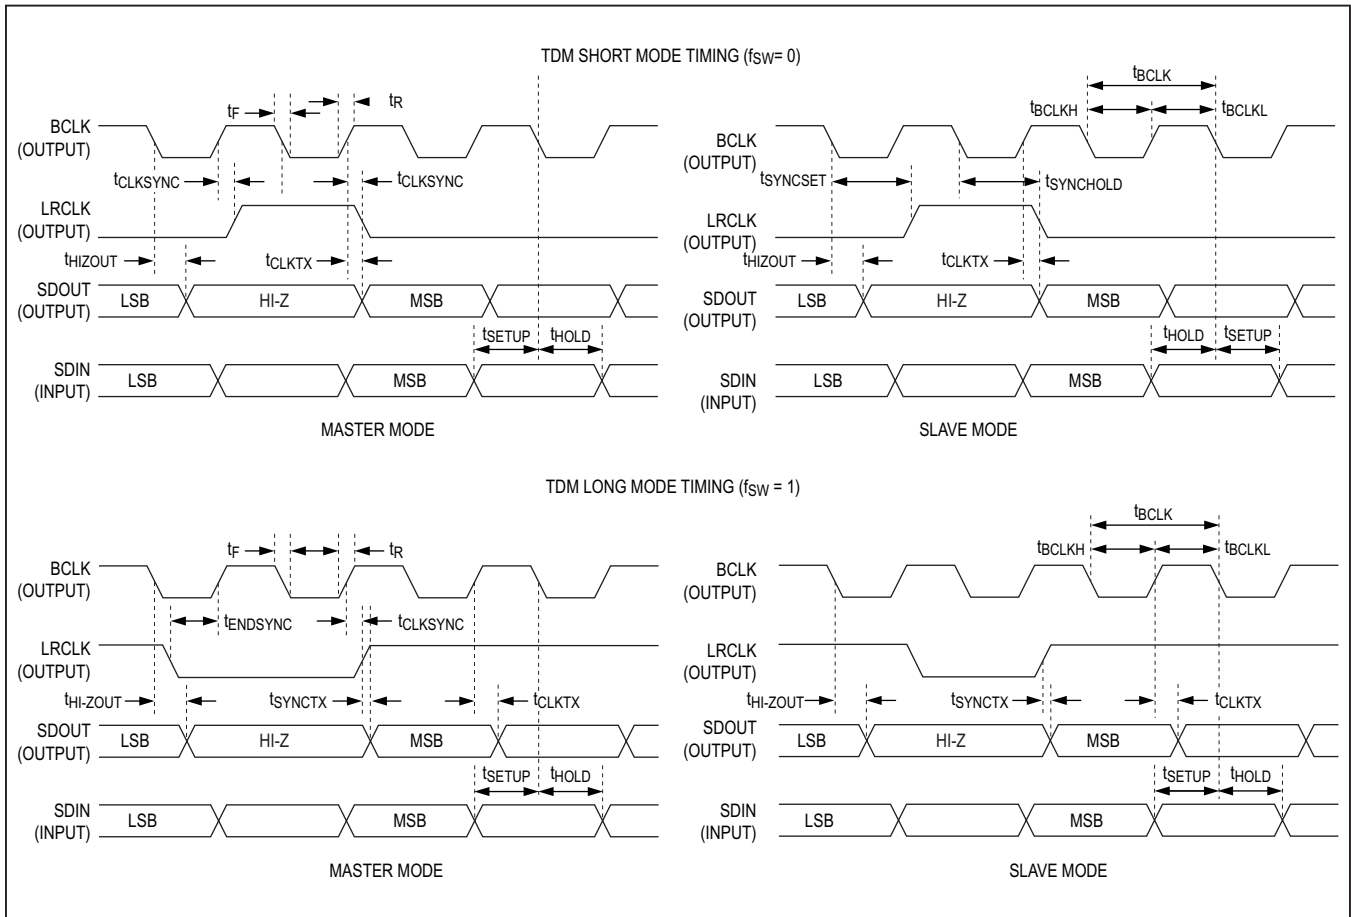 TDM SHORT MODE TIMING (fSW= 0)
tF
tR
BCLK
(OUTPUT)
tCLKSYNC
tCLKSYNC
LRCLK
(OUTPUT)
tHIZOUT
tCLKTX
SDOUT
(OUTPUT)
LSB
HI-Z
MSB
tSETUP
tHOLD
SDIN
(INPUT)
LSB
MSB
MASTER MODE
tBCLK
tBCLKH
tBCLKL
BCLK
(OUTPUT)
tSYNCSET
tSYNCHOLD
LRCLK
(OUTPUT)
tHIZOUT
tCLKTX
SDOUT
(OUTPUT)
LSB
HI-Z
MSB
tHOLD
tSETUP
SDIN
(INPUT)
LSB
MSB
SLAVE MODE
TDM LONG MODE TIMING (fSW = 1)
tF
tR
BCLK
(OUTPUT)
tENDSYNC
tCLKSYNC
LRCLK
(OUTPUT)
tHI-ZOUT
tSYNCTX
tCLKTX
SDOUT
(OUTPUT)
LSB
HI-Z
MSB
tSETUP
tHOLD
SDIN
(INPUT)
LSB
MSB
MASTER MODE
tBCLK
tBCLKH
tBCLKL
BCLK
(OUTPUT)
LRCLK
(OUTPUT)
tHI-ZOUT
tSYNCTX
tCLKTX
SDOUT
(OUTPUT)
LSB
HI-Z
MSB
tSETUP
tHOLD
SDIN
(INPUT)
LSB
MSB
SLAVE MODE